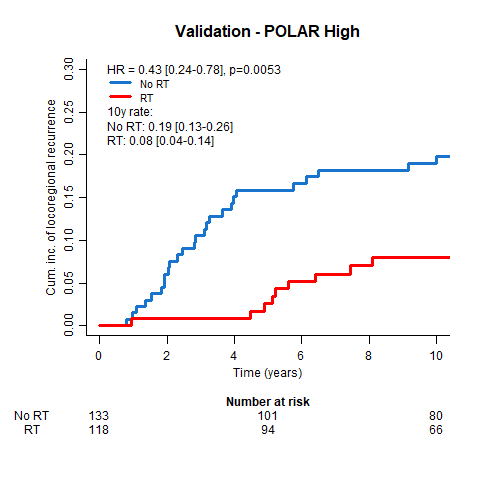 Validation - POLAR High
HR = 0.43 [0.24-0.78], p=0.0053
No RT
RT
10y rate:
No RT: 0.19 [0.13-0.26]
RT: 0.08 [0.04-0.14]
Cum. inc. of locoregional recurrence
0.30
0.25
0.20
0.15
0.10
0.05
0.00
0 2 4 6 8 10
Time (years)
Number at risk
No RT 133 101 80
RT 118 94 66